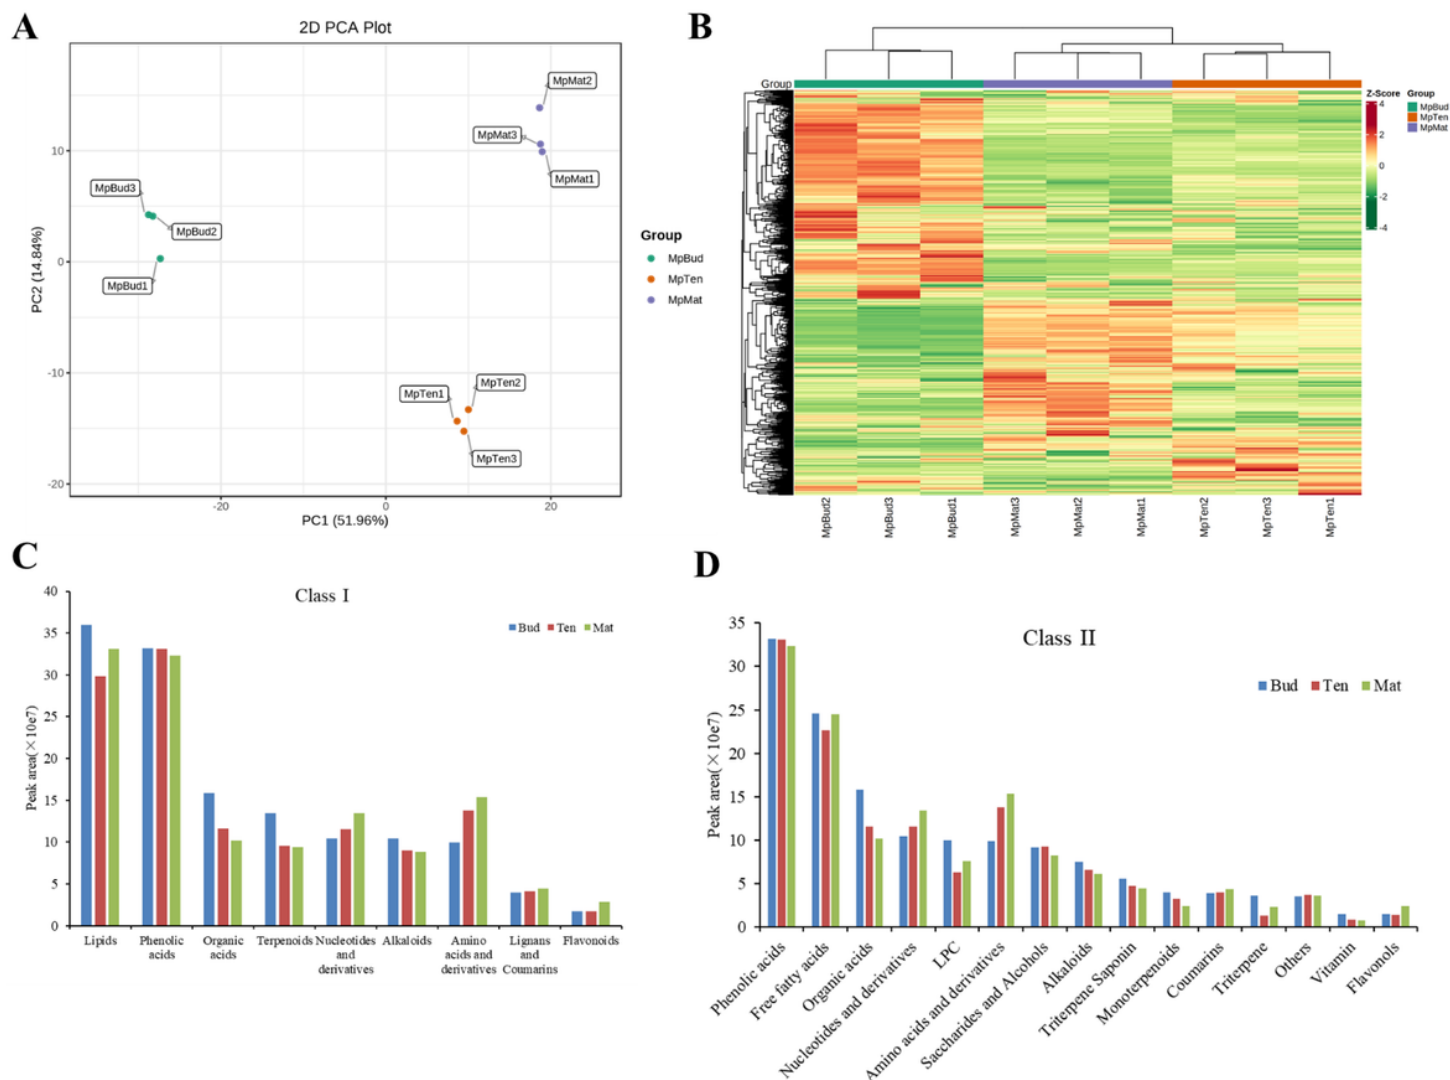 A
2D PCA Plot
MpMat2
MpMat3
MpMat1
MpBud3
MpBud2
MpBud1
MpTen2
MpTen1
MpTen3
10
0
-10
-20
PC2 (14.84%)
-20
0
20
PC1 (51.96%)
Group
MpBud
MpTen
MpMat
B
Group
Z-Score
4
2
0
-2
-4
Group
MpBud
MpTen
MpMat
MpBud2
MpBud3
MpBud1
MpMat3
MpMat2
MpMat1
MpTen2
MpTen3
MpTen1
C
Class I
Bud Ten Mat
40
35
30
25
20
15
10
5
0
Peak area(×10e7)
Lipids
Phenolic
acids
Organic
acids
Terpenoids
Nucleotides
and
derivatives
Alkaloids
Amino
acids and
derivatives
Lignans
and
Coumarins
Flavonoids
D
Class II
Bud Ten Mat
35
30
25
20
15
10
5
0
Peak area(×10e7)
Phenolic acids
Free fatty acids
Organic acids
Nucleotides and derivatives
LPC
Amino acids and derivatives
Saccharides and Alcohols
Alkaloids
Triterpene Saponin
Monoterpenoids
Coumarins
Triterpene
Others
Vitamin
Flavonols